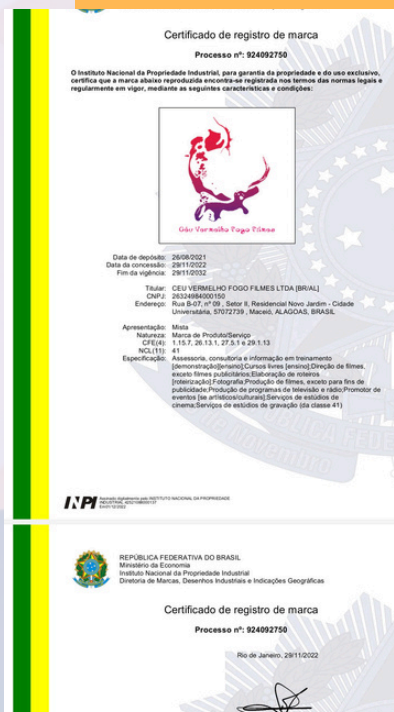 Certificado de registro de marca
Processo nº: 924092750
O Instituto Nacional da Propriedade Industrial, para garantia da propriedade e do uso exclusivo,
certifica que a marca abaixo reproduzida encontra-se registrada nos termos das normas legais e
regularmente em vigor, mediante as seguintes características e condições:
Céu Vermelho Fogo Filmes
Data de depósito: 26/08/2021
Data da concessão: 29/11/2022
Fim da vigência: 29/11/2032
Titular: CEU VERMELHO FOGO FILMES LTDA [BR/AL]
CNPJ: 26324984000150
Endereço: Rua B-07, nº 09 , Setor II, Residencial Novo Jardim - Cidade
Universitária, 57072739 , Maceió, ALAGOAS, BRASIL
Apresentação: Mista
Natureza: Marca de Produto/Serviço
CFE(4): 1.15.7, 26.13.1, 27.5.1 e 29.1.13
NCL(11): 41
Especificação: Assessoria, consultoria e informação em treinamento
[demonstração][ensino];Cursos livres [ensino];Direção de filmes,
exceto filmes publicitários;Elaboração de roteiros
[roteirização];Fotografia;Produção de filmes, exceto para fins de
publicidade;Produção de programas de televisão e rádio;Promotor de
eventos [se artísticos/culturais];Serviços de estúdios de
cinema;Serviços de estúdios de gravação (da classe 41)
INPI
Assinado digitalmente pelo INSTITUTO NACIONAL DA PROPRIEDADE
REPÚBLICA FEDERATIVA DO BRASIL
Ministério da Economia
Instituto Nacional da Propriedade Industrial
Diretoria de Marcas, Desenhos Industriais e Indicações Geográficas
Certificado de registro de marca
Processo nº: 924092750
Rio de Janeiro, 29/11/2022